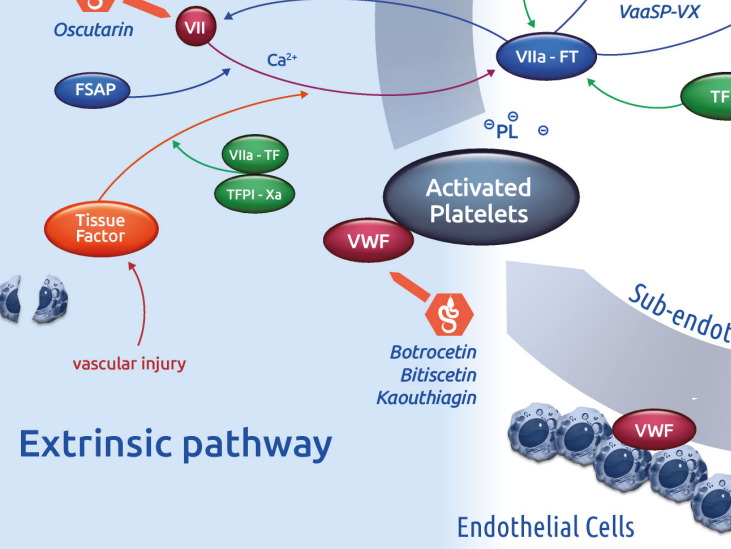 VaaSP-VX
Oscutarin
VII
Ca²⁺
VIIa - FT
FSAP
TF
⊖PL⊖ ⊖
VIIa - TF
TFPI - Xa
Activated
Platelets
Tissue
Factor
VWF
Sub-endot
vascular injury
Botrocetin
Bitiscetin
Kaouthiagin
Extrinsic pathway
VWF
Endothelial Cells